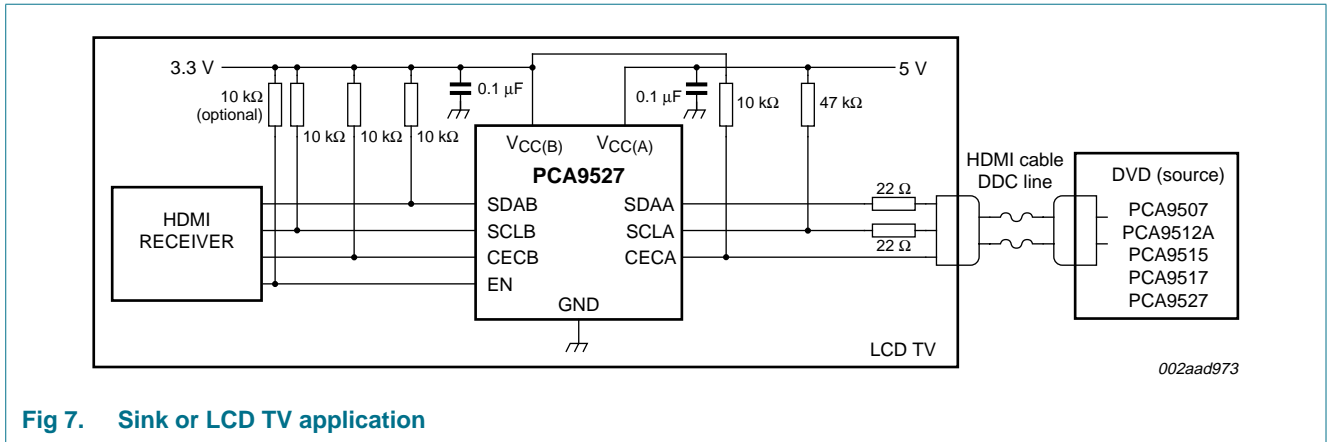 3.3 V
5 V
10 kΩ
(optional)
10 kΩ
10 kΩ
10 kΩ
0.1 μF
0.1 μF
10 kΩ
47 kΩ
VCC(B)
VCC(A)
PCA9527
HDMI
RECEIVER
SDAB
SCLB
CECB
EN
SDAA
SCLA
CECA
GND
22 Ω
22 Ω
HDMI cable
DDC line
DVD (source)
PCA9507
PCA9512A
PCA9515
PCA9517
PCA9527
LCD TV
002aad973
Fig 7. Sink or LCD TV application